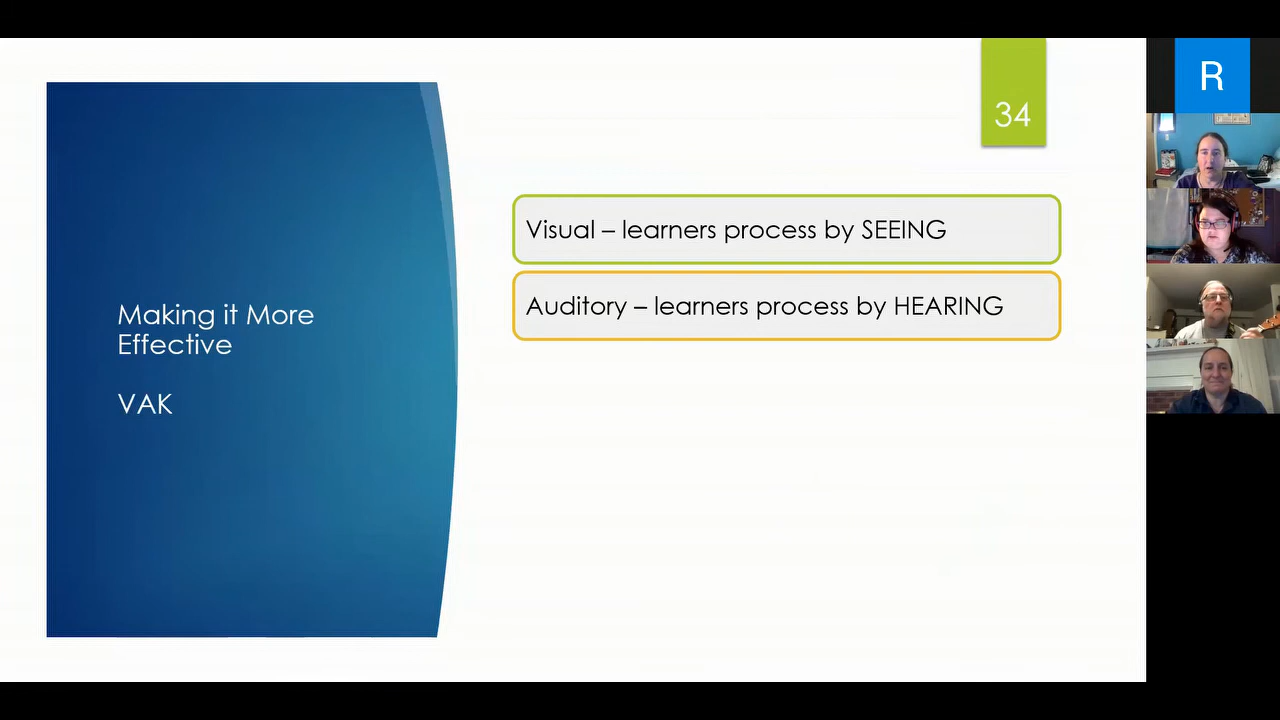 34
Making it More
Effective
VAK
Visual – learners process by SEEING
Auditory – learners process by HEARING
R